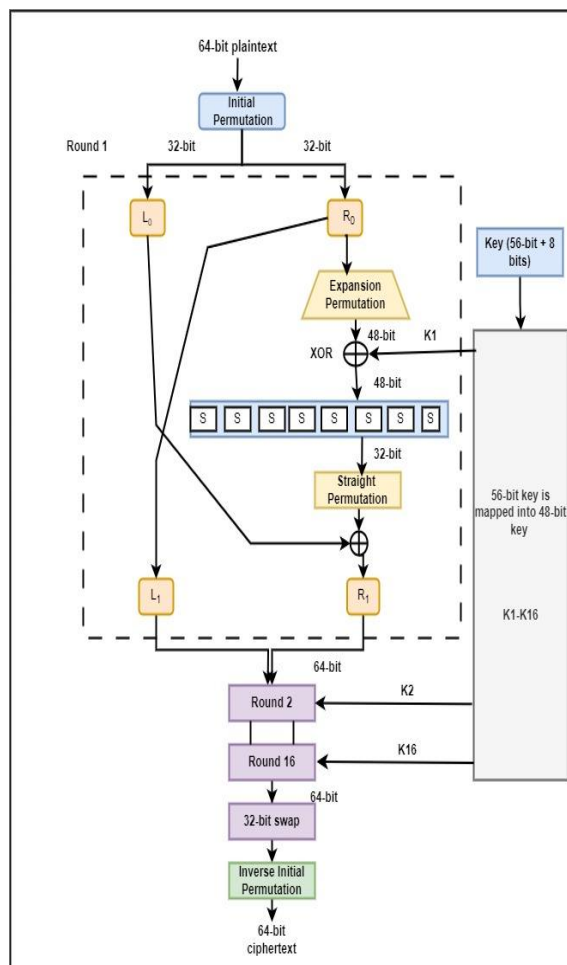 64-bit plaintext
Initial
Permutation
Round 1
32-bit
32-bit
L₀
R₀
Key (56-bit + 8
bits)
Expansion
Permutation
48-bit
K1
XOR
48-bit
S S S S S S S S
32-bit
Straight
Permutation
56-bit key is
mapped into 48-bit
key
K1-K16
L₁
R₁
64-bit
Round 2
K2
Round 16
K16
64-bit
32-bit swap
Inverse Initial
Permutation
64-bit
ciphertext